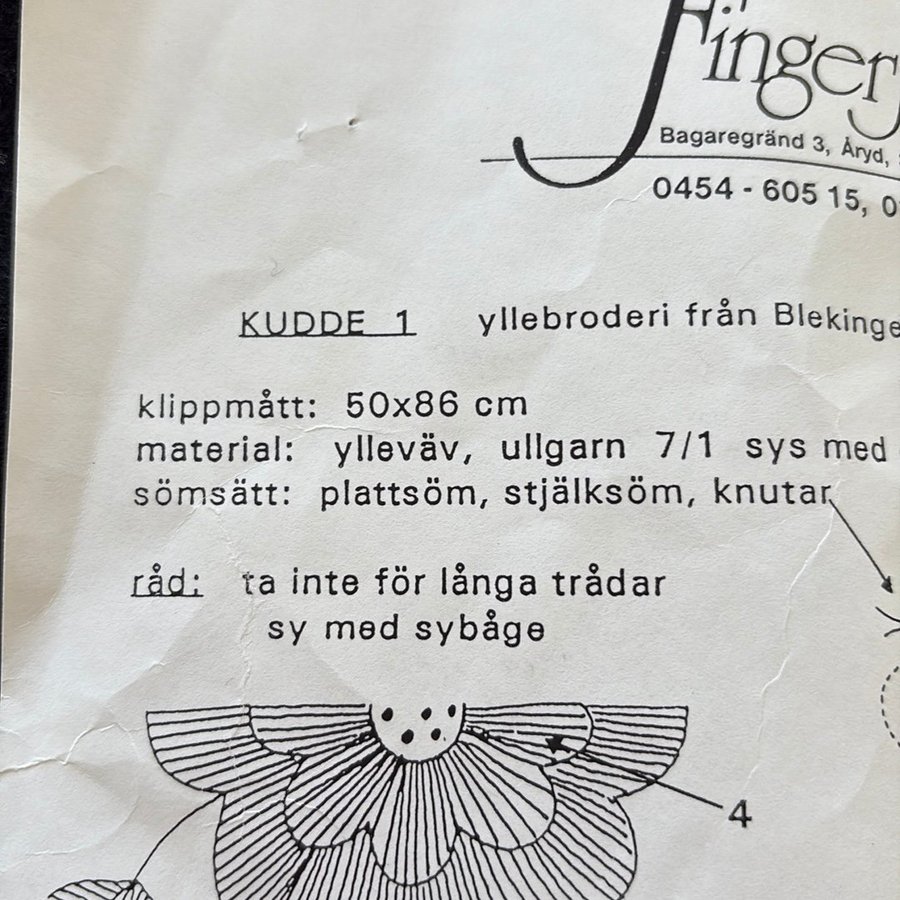 Finger
Bagaregränd 3, Åryd,
0454 - 605 15, 0
KUDDE 1 yllebroderi från Blekinge
klippmått: 50x86 cm
material: ylleväv, ullgarn 7/1 sys med
sömsätt: plattsöm, stjälksöm, knutar
råd: ta inte för långa trådar
sy med sybåge
4